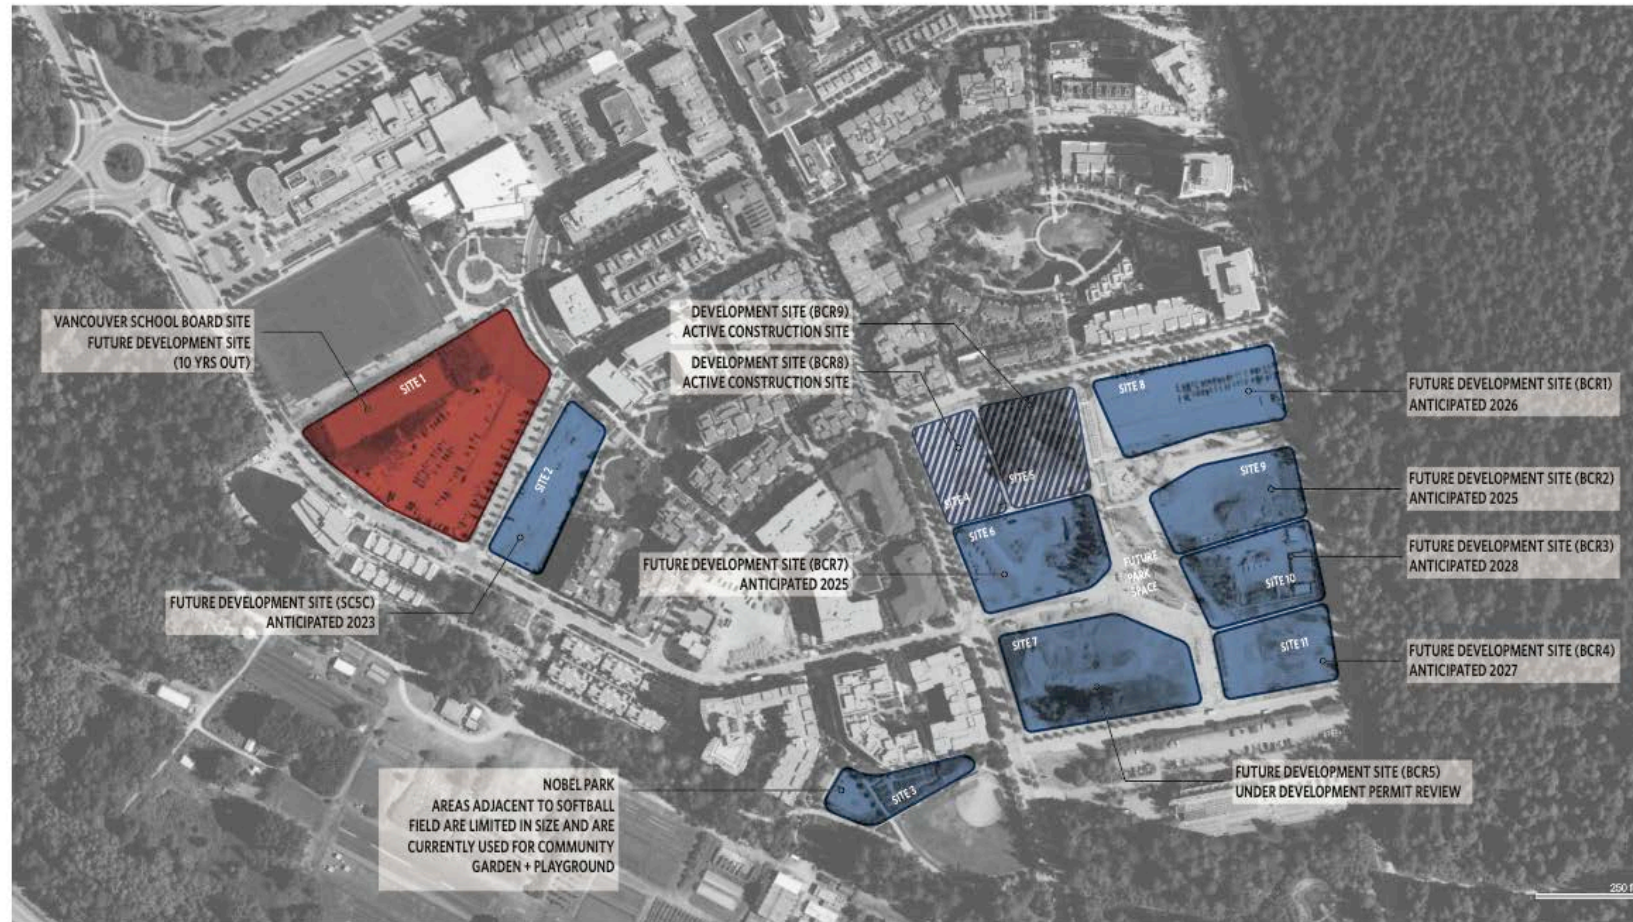 VANCOUVER SCHOOL BOARD SITE
FUTURE DEVELOPMENT SITE
(10 YRS OUT)
SITE 1
SITE 2
FUTURE DEVELOPMENT SITE (SC5C)
ANTICIPATED 2023
DEVELOPMENT SITE (BCR9)
ACTIVE CONSTRUCTION SITE
DEVELOPMENT SITE (BCR8)
ACTIVE CONSTRUCTION SITE
SITE 4
SITE 5
SITE 6
FUTURE DEVELOPMENT SITE (BCR7)
ANTICIPATED 2025
SITE 7
SITE 8
FUTURE DEVELOPMENT SITE (BCR1)
ANTICIPATED 2026
SITE 9
FUTURE DEVELOPMENT SITE (BCR2)
ANTICIPATED 2025
FUTURE
PARK
SPACE
SITE 10
FUTURE DEVELOPMENT SITE (BCR3)
ANTICIPATED 2028
SITE 11
FUTURE DEVELOPMENT SITE (BCR4)
ANTICIPATED 2027
FUTURE DEVELOPMENT SITE (BCR5)
UNDER DEVELOPMENT PERMIT REVIEW
NOBEL PARK
AREAS ADJACENT TO SOFTBALL
FIELD ARE LIMITED IN SIZE AND ARE
CURRENTLY USED FOR COMMUNITY
GARDEN + PLAYGROUND
SITE 3
250 f